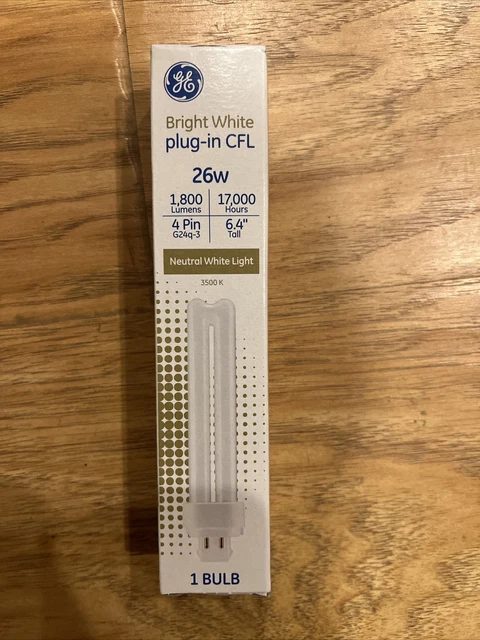 GE
Bright White
plug-in CFL
26w
1,800 17,000
Lumens Hours
4 Pin 6.4"
G24q-3 Tall
Neutral White Light
3500 K
1 BULB